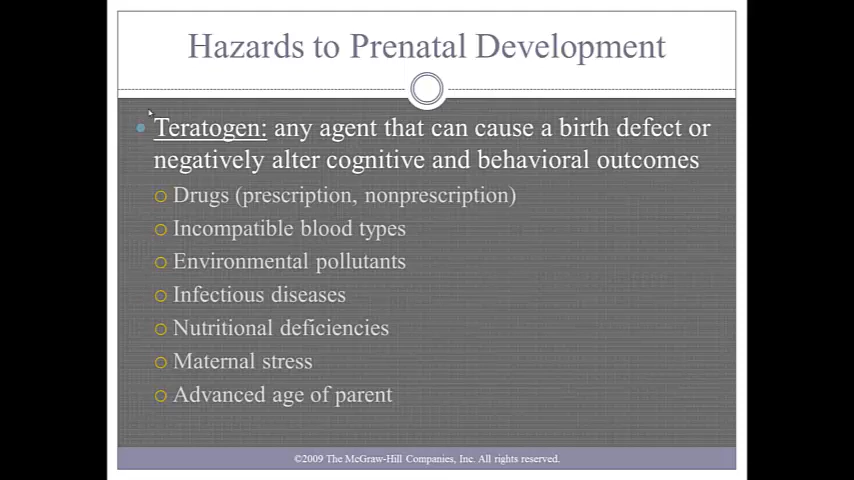 Hazards to Prenatal Development
Teratogen: any agent that can cause a birth defect or
negatively alter cognitive and behavioral outcomes
Drugs (prescription, nonprescription)
Incompatible blood types
Environmental pollutants
Infectious diseases
Nutritional deficiencies
Maternal stress
Advanced age of parent
©2009 The McGraw-Hill Companies, Inc. All rights reserved.